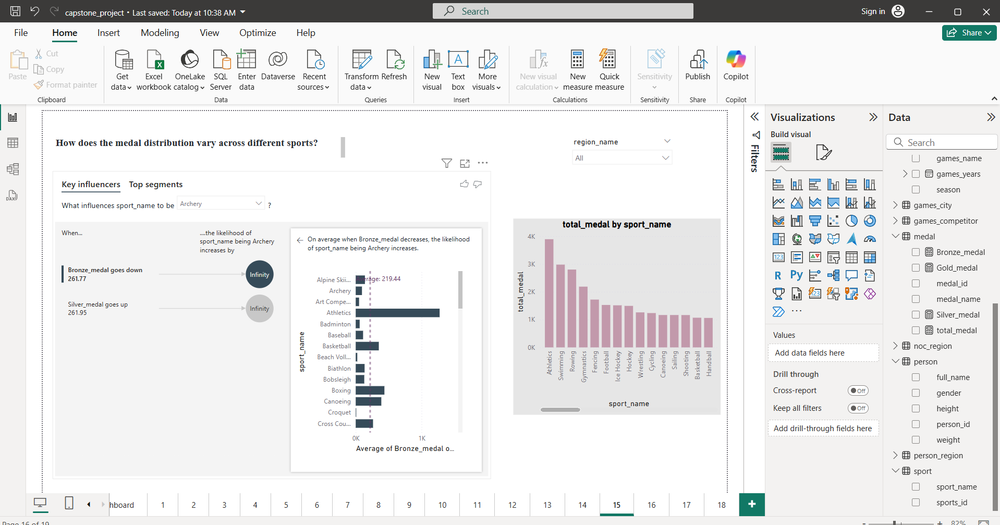 capstone_project • Last saved: Today at 10:38 AM
Search
Sign in
File
Home
Insert
Modeling
View
Optimize
Help
Share
Paste
Cut
Copy
Format painter
Clipboard
Get data
Excel workbook
OneLake catalog
SQL Server
Enter data
Dataverse
Recent sources
Data
Transform data
Refresh
Queries
New visual
Text box
More visuals
Insert
New visual calculation
New measure
Quick measure
Calculations
Sensitivity
Sensitivity
Publish
Share
Copilot
Copilot
How does the medal distribution vary across different sports?
region_name
All
Key influencers
Top segments
What influences sport_name to be
Archery
?
When...
....the likelihood of
sport_name being Archery
increases by
Bronze_medal goes down
261.77
Infinity
Silver_medal goes up
261.95
Infinity
On average when Bronze_medal decreases, the likelihood
of sport_name being Archery increases.
erage: 219.44
sport_name
Alpine Skii...
Archery
Art Compe...
Athletics
Badminton
Baseball
Basketball
Beach Voll...
Biathlon
Bobsleigh
Boxing
Canoeing
Croquet
Cross Cou...
0K
1K
Average of Bronze_medal o...
total_medal by sport_name
total_medal
4K
3K
2K
1K
0K
Athletics
Swimming
Rowing
Gymnastics
Fencing
Football
Ice Hockey
Hockey
Wrestling
Cycling
Canoeing
Sailing
Shooting
Basketball
Handball
sport_name
Filters
Visualizations
Build visual
123
R
Py
123
Values
Add data fields here
Drill through
Cross-report
Off
Keep all filters
Off
Add drill-through fields here
Data
Search
games_name
games_years
season
games_city
games_competitor
medal
Bronze_medal
Gold_medal
medal_id
medal_name
Silver_medal
total_medal
noc_region
person
full_name
gender
height
person_id
weight
person_region
sport
sport_name
sports_id
DAX
hboard
1
2
3
4
5
6
7
8
9
10
11
12
13
14
15
16
17
18
Page 16 of 19
82%